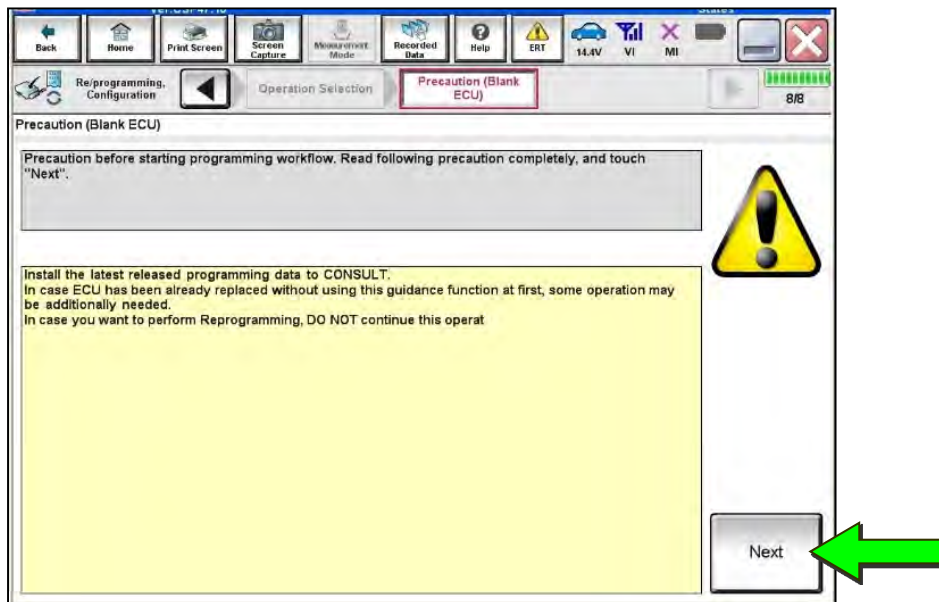 Back
Home
Print Screen
Screen Capture
Measurement Mode
Recorded Data
Help
ERT
14.4V
VI
MI
Re/programming, Configuration
Operation Selection
Precaution (Blank ECU)
8/8
Precaution (Blank ECU)
Precaution before starting programming workflow. Read following precaution completely, and touch
"Next".
Install the latest released programming data to CONSULT.
In case ECU has been already replaced without using this guidance function at first, some operation may
be additionally needed.
In case you want to perform Reprogramming, DO NOT continue this operat
Next